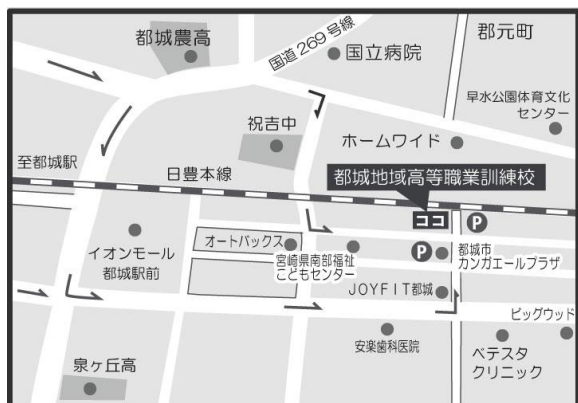 都城農高
国道269号線
国立病院
郡元町
早水公園体育文化
センター
祝吉中
ホームワイド
至都城駅
日豊本線
都城地域高等職業訓練校
ココ
P
オートバックス
イオンモール
都城駅前
宮崎県南部福祉
こどもセンター
P
都城市
カンガエールプラザ
JOYFIT都城
ビッグウッド
安楽歯科医院
ベテスタ
クリニック
泉ヶ丘高